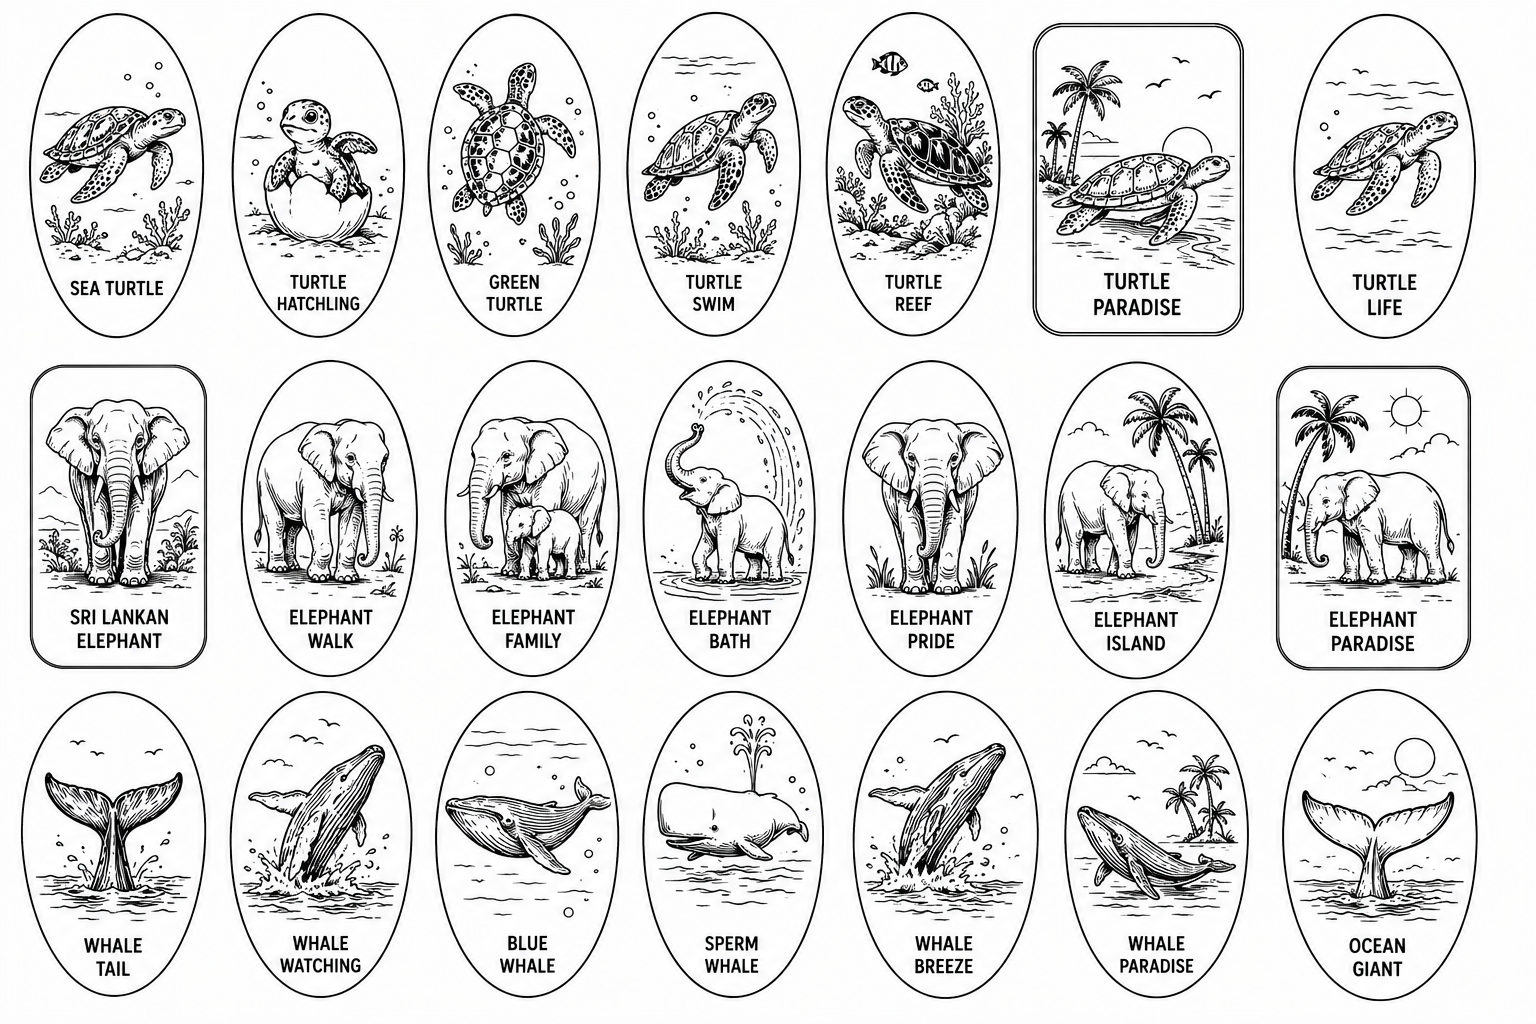 SEA TURTLE
TURTLE
HATCHLING
GREEN
TURTLE
TURTLE
SWIM
TURTLE
REEF
TURTLE
PARADISE
TURTLE
LIFE
SRI LANKAN
ELEPHANT
ELEPHANT
WALK
ELEPHANT
FAMILY
ELEPHANT
BATH
ELEPHANT
PRIDE
ELEPHANT
ISLAND
ELEPHANT
PARADISE
WHALE
TAIL
WHALE
WATCHING
BLUE
WHALE
SPERM
WHALE
WHALE
BREEZE
WHALE
PARADISE
OCEAN
GIANT